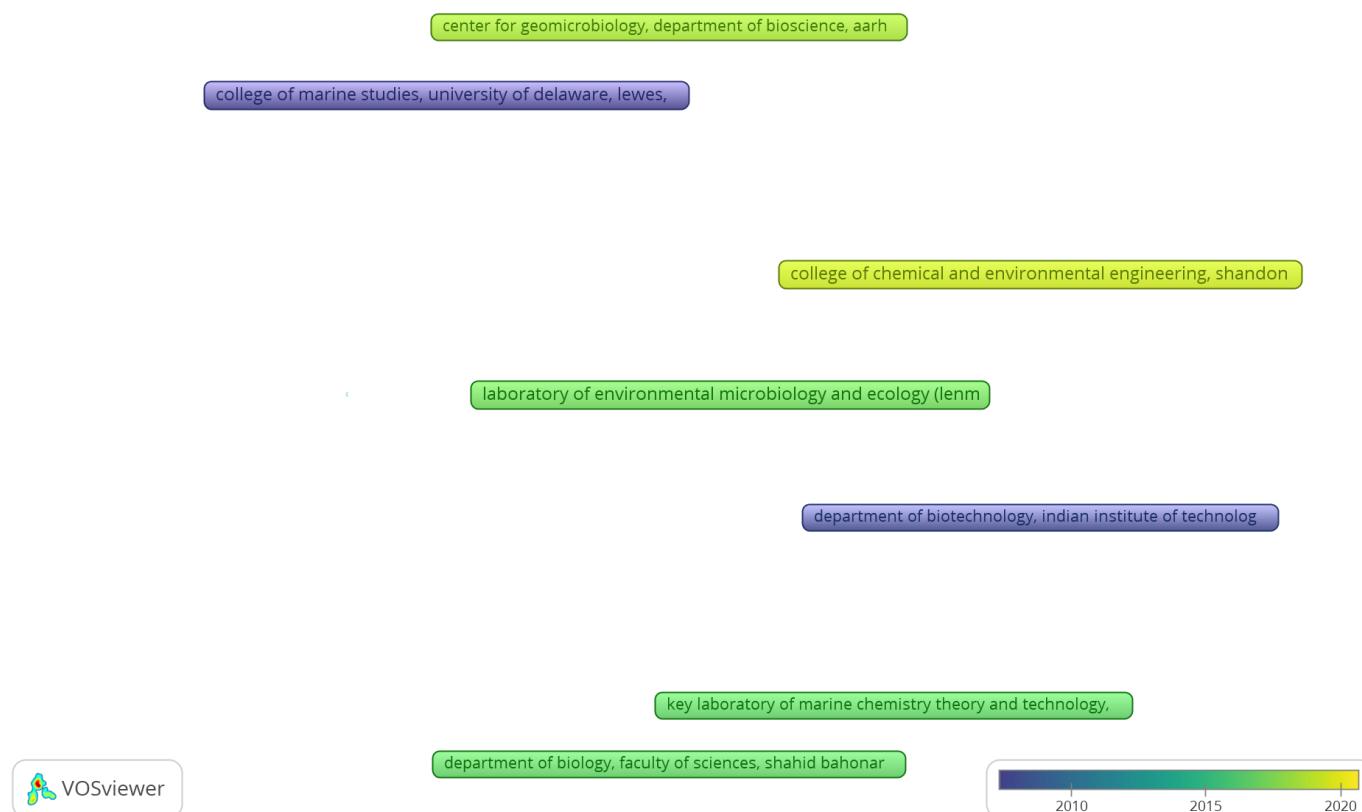 center for geomicrobiology, department of bioscience, aarh
college of marine studies, university of delaware, lewes,
college of chemical and environmental engineering, shandon
laboratory of environmental microbiology and ecology (lenm
department of biotechnology, indian institute of technolog
key laboratory of marine chemistry theory and technology,
department of biology, faculty of sciences, shahid bahonar
VOSviewer
2010 2015 2020